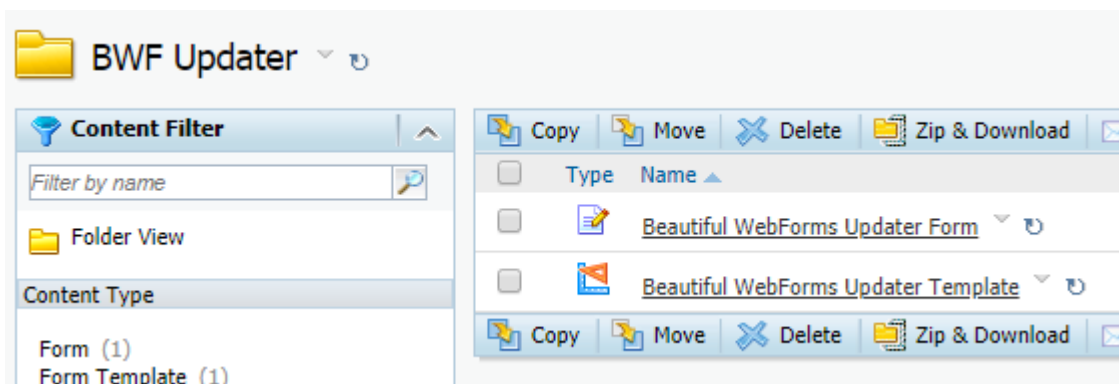 BWF Updater
Content Filter
Filter by name
Folder View
Content Type
Form (1)
Form Template (1)
Copy Move Delete Zip & Download
Type Name
Beautiful WebForms Updater Form
Beautiful WebForms Updater Template
Copy Move Delete Zip & Download